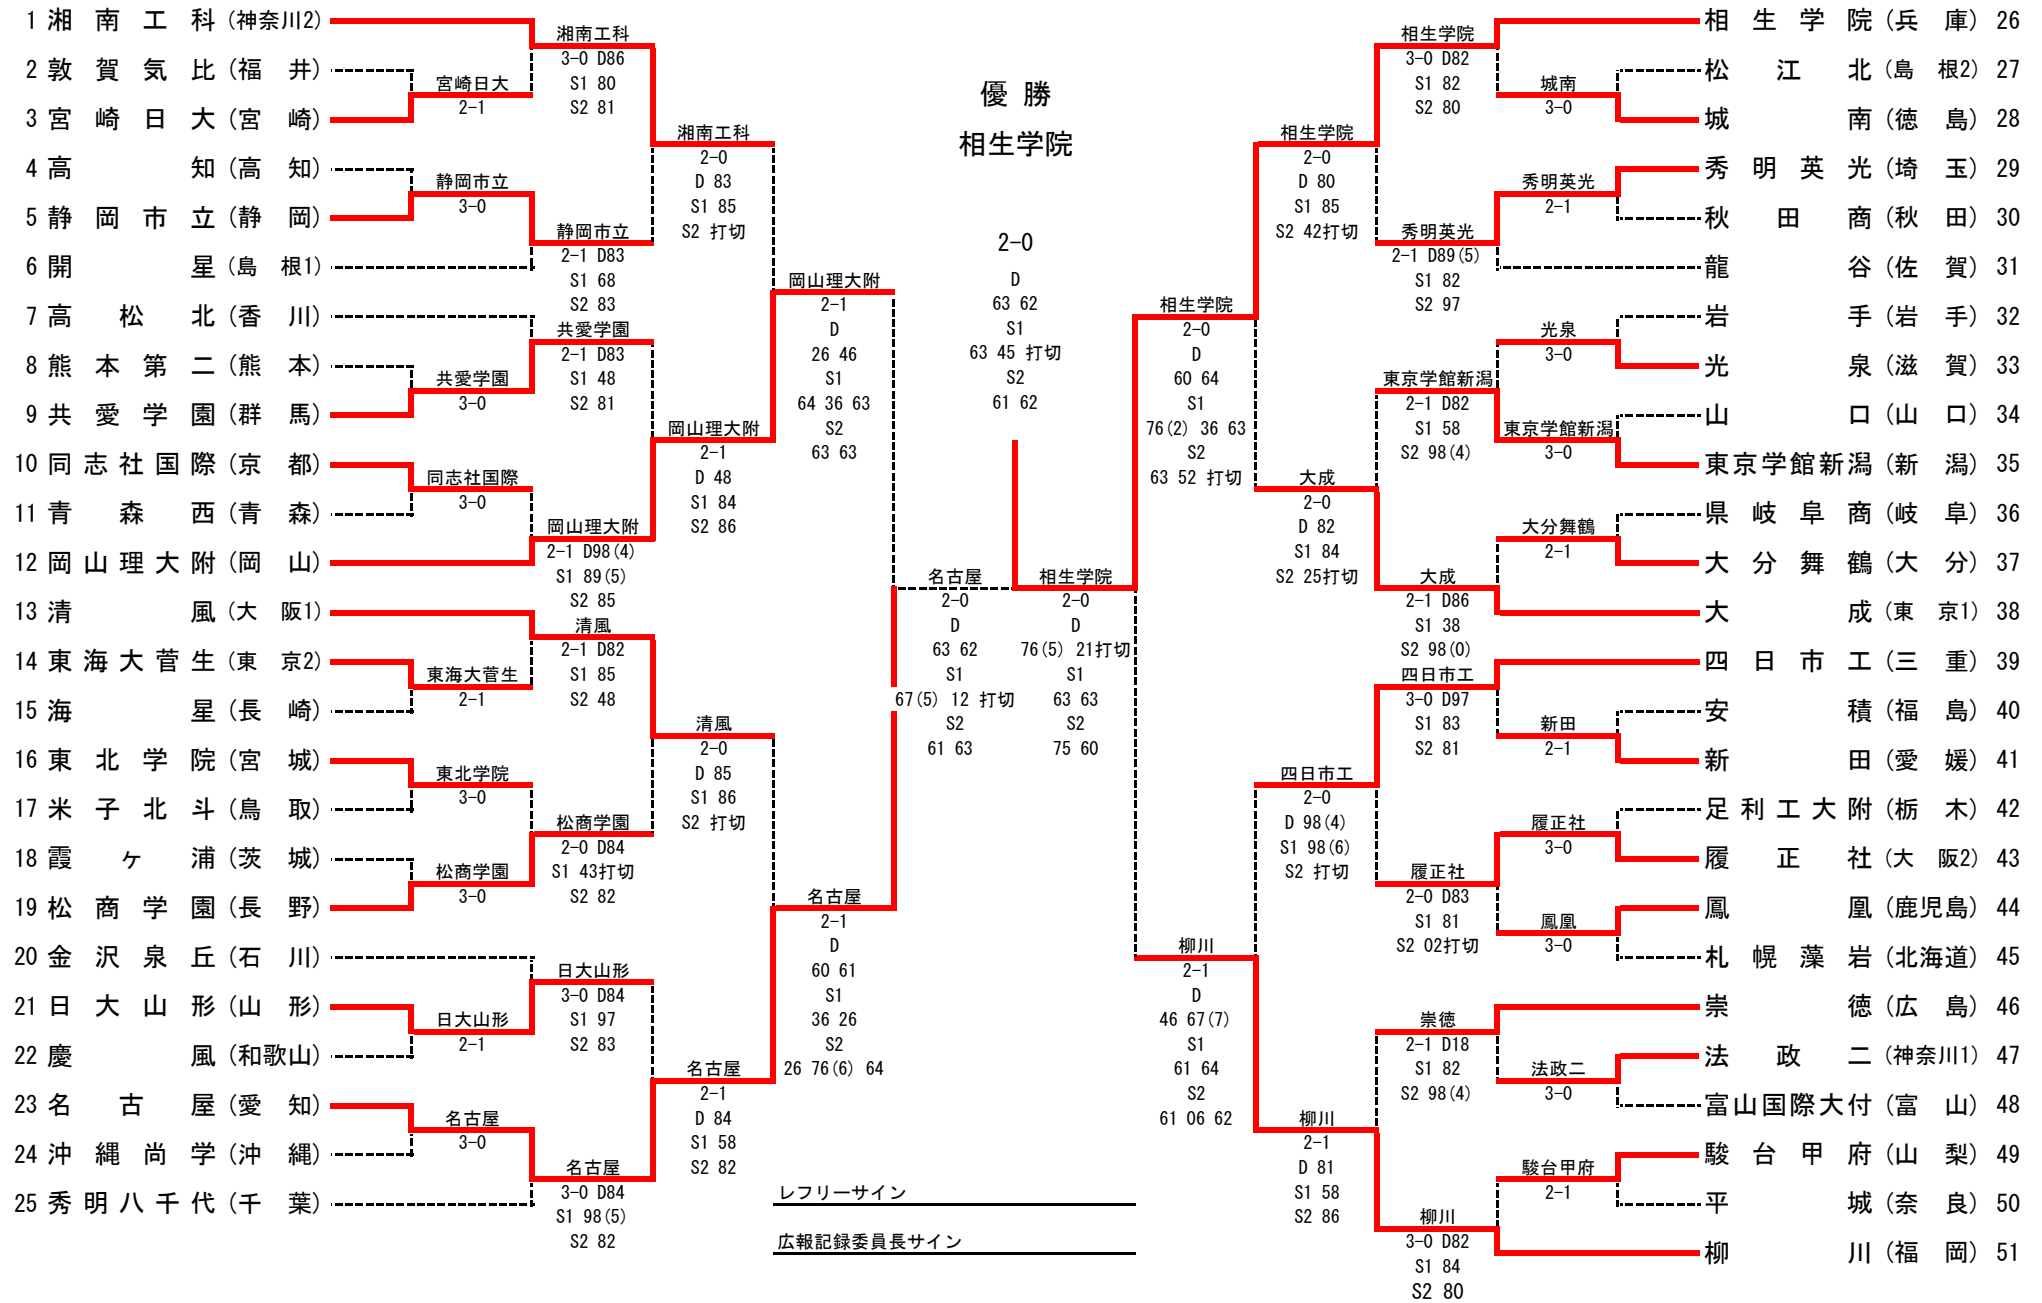 1 湘南工科 (神奈川2)
2 敦賀気比 (福井)
3 宮崎日大 (宮崎)
4 高知 (高知)
5 静岡市立 (静岡)
6 開星 (島根1)
7 高松北 (香川)
8 熊本第二 (熊本)
9 共愛学園 (群馬)
10 同志社国際 (京都)
11 青森西 (青森)
12 岡山理大附 (岡山)
13 清風 (大阪1)
14 東海大菅生 (東京2)
15 海星 (長崎)
16 東北学院 (宮城)
17 米子北斗 (鳥取)
18 霞ヶ浦 (茨城)
19 松商学園 (長野)
20 金沢泉丘 (石川)
21 日大山形 (山形)
22 慶風 (和歌山)
23 名古屋 (愛知)
24 沖縄尚学 (沖縄)
25 秀明八千代 (千葉)
宮崎日大
2-1
静岡市立
3-0
共愛学園
3-0
同志社国際
3-0
東海大菅生
2-1
東北学院
3-0
松商学園
3-0
日大山形
2-1
名古屋
3-0
湘南工科
3-0 D86
S1 80
S2 81
静岡市立
2-1 D83
S1 68
S2 83
共愛学園
2-1 D83
S1 48
S2 81
岡山理大附
2-1 D98(4)
S1 89(5)
S2 85
清風
2-1 D82
S1 85
S2 48
松商学園
2-0 D84
S1 43打切
S2 82
日大山形
3-0 D84
S1 97
S2 83
名古屋
3-0 D84
S1 98(5)
S2 82
湘南工科
2-0
D 83
S1 85
S2 打切
岡山理大附
2-1
D 48
S1 84
S2 86
清風
2-0
D 85
S1 86
S2 打切
名古屋
2-1
D 84
S1 58
S2 82
岡山理大附
2-1
D
26 46
S1
64 36 63
S2
63 63
名古屋
2-1
D
60 61
S1
36 26
S2
26 76(6) 64
名古屋
2-0
D
63 62
S1
67(5) 12 打切
S2
61 63
優勝
相生学院
2-0
D
63 62
S1
63 45 打切
S2
61 62
相生学院
2-0
D
76(5) 21打切
S1
63 63
S2
75 60
相生学院
2-0
D
60 64
S1
76(2) 36 63
S2
63 52 打切
柳川
2-1
D
46 67(7)
S1
61 64
S2
61 06 62
相生学院
2-0
D 80
S1 85
S2 42打切
大成
2-0
D 82
S1 84
S2 25打切
四日市工
2-0
D 98(4)
S1 98(6)
S2 打切
柳川
2-1
D 81
S1 58
S2 86
相生学院
3-0 D82
S1 82
S2 80
秀明英光
2-1 D89(5)
S1 82
S2 97
東京学館新潟
2-1 D82
S1 58
S2 98(4)
大成
2-1 D86
S1 38
S2 98(0)
四日市工
3-0 D97
S1 83
S2 81
履正社
2-0 D83
S1 81
S2 02打切
崇徳
2-1 D18
S1 82
S2 98(4)
柳川
3-0 D82
S1 84
S2 80
城南
3-0
秀明英光
2-1
光泉
3-0
東京学館新潟
3-0
大分舞鶴
2-1
新田
2-1
履正社
3-0
鳳凰
3-0
法政二
3-0
駿台甲府
2-1
相生学院 (兵庫) 26
松江北 (島根2) 27
城南 (徳島) 28
秀明英光 (埼玉) 29
秋田商 (秋田) 30
龍谷 (佐賀) 31
岩手 (岩手) 32
光泉 (滋賀) 33
山口 (山口) 34
東京学館新潟 (新潟) 35
県岐阜商 (岐阜) 36
大分舞鶴 (大分) 37
大成 (東京1) 38
四日市工 (三重) 39
安積 (福島) 40
新田 (愛媛) 41
足利工大附 (栃木) 42
履正社 (大阪2) 43
鳳凰 (鹿児島) 44
札幌藻岩 (北海道) 45
崇徳 (広島) 46
法政二 (神奈川1) 47
富山国際大付 (富山) 48
駿台甲府 (山梨) 49
平城 (奈良) 50
柳川 (福岡) 51
レフリーサイン
広報記録委員長サイン